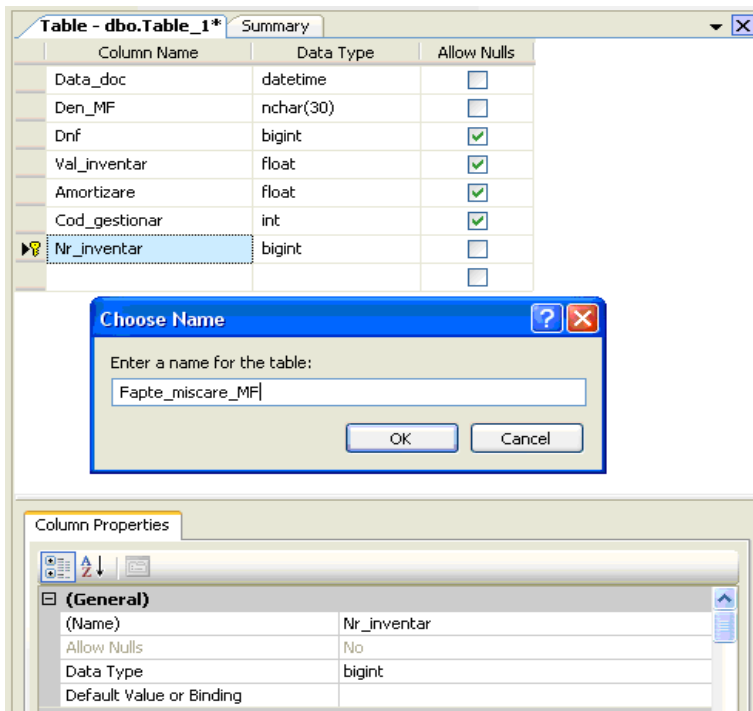 Table - dbo.Table_1* Summary
Column Name Data Type Allow Nulls
Data_doc datetime
Den_MF nchar(30)
Dnf bigint
Val_inventar float
Amortizare float
Cod_gestionar int
Nr_inventar bigint
Choose Name
Enter a name for the table:
Fapte_miscare_MF
OK Cancel
Column Properties
(General)
(Name) Nr_inventar
Allow Nulls No
Data Type bigint
Default Value or Binding